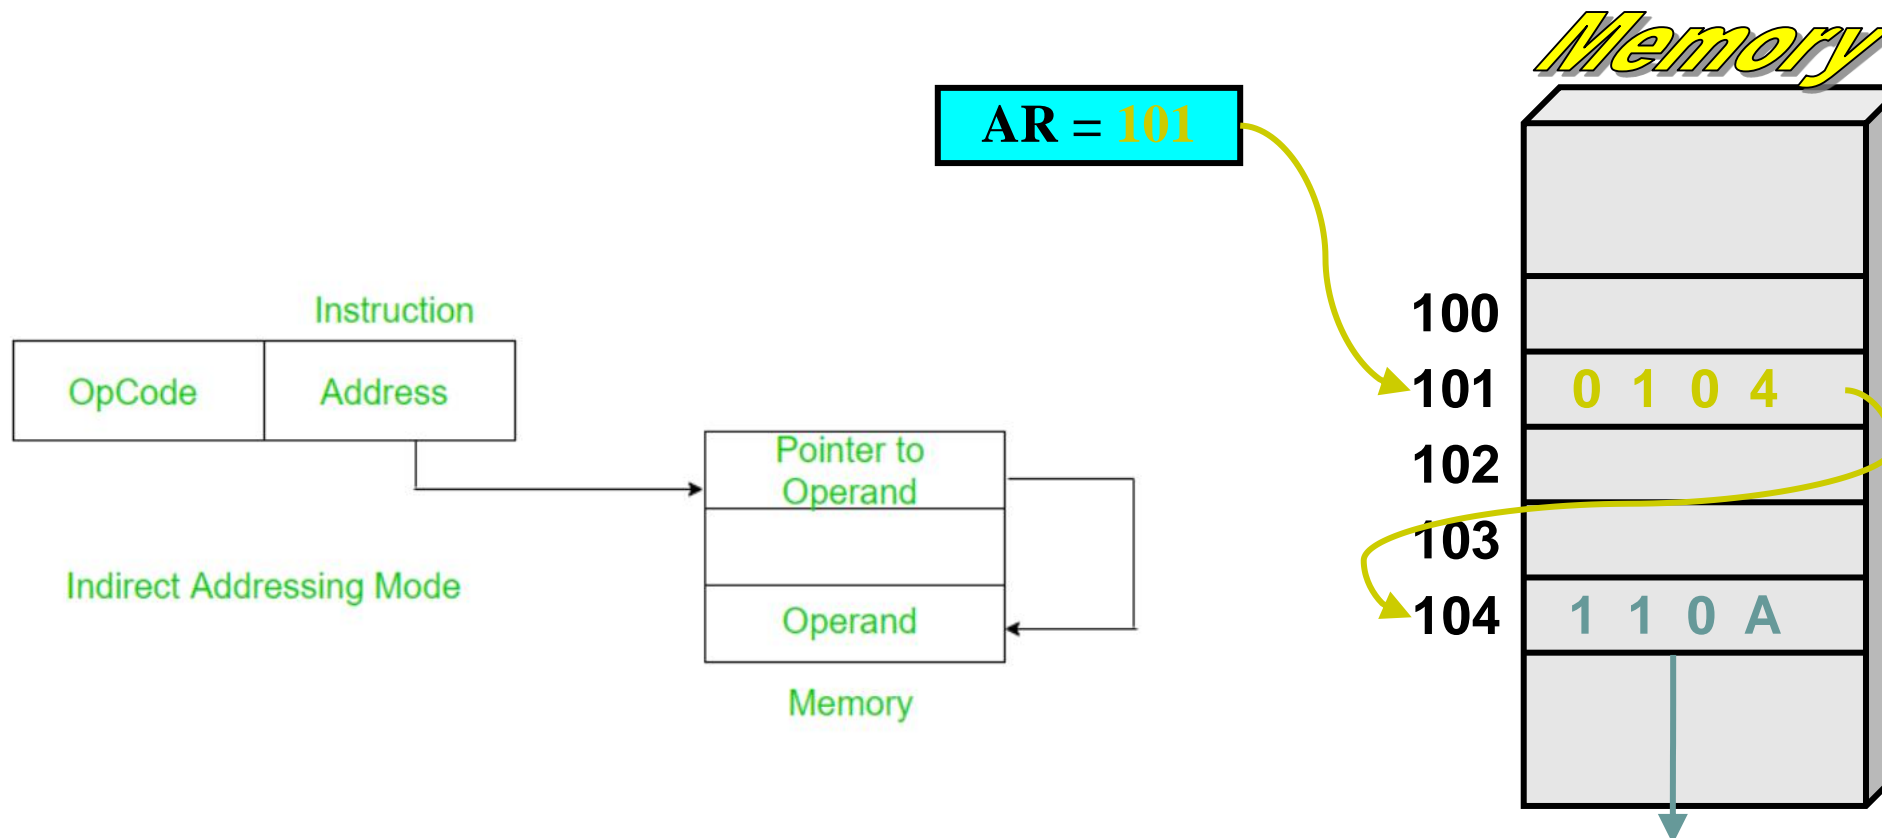 Memory
AR = 101
Instruction
OpCode Address
Pointer to
Operand
Operand
Memory
Indirect Addressing Mode
100
101 0 1 0 4
102
103
104 1 1 0 A